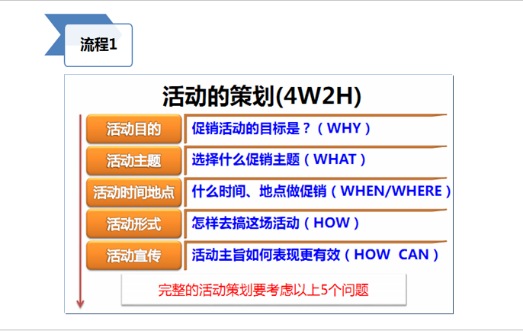 流程1
活动的策划(4W2H)
活动目的
促销活动的目标是？（WHY）
活动主题
选择什么促销主题（WHAT）
活动时间地点
什么时间、地点做促销（WHEN/WHERE）
活动形式
怎样去搞这场活动（HOW）
活动宣传
活动主旨如何表现更有效（HOW CAN）
完整的活动策划要考虑以上5个问题